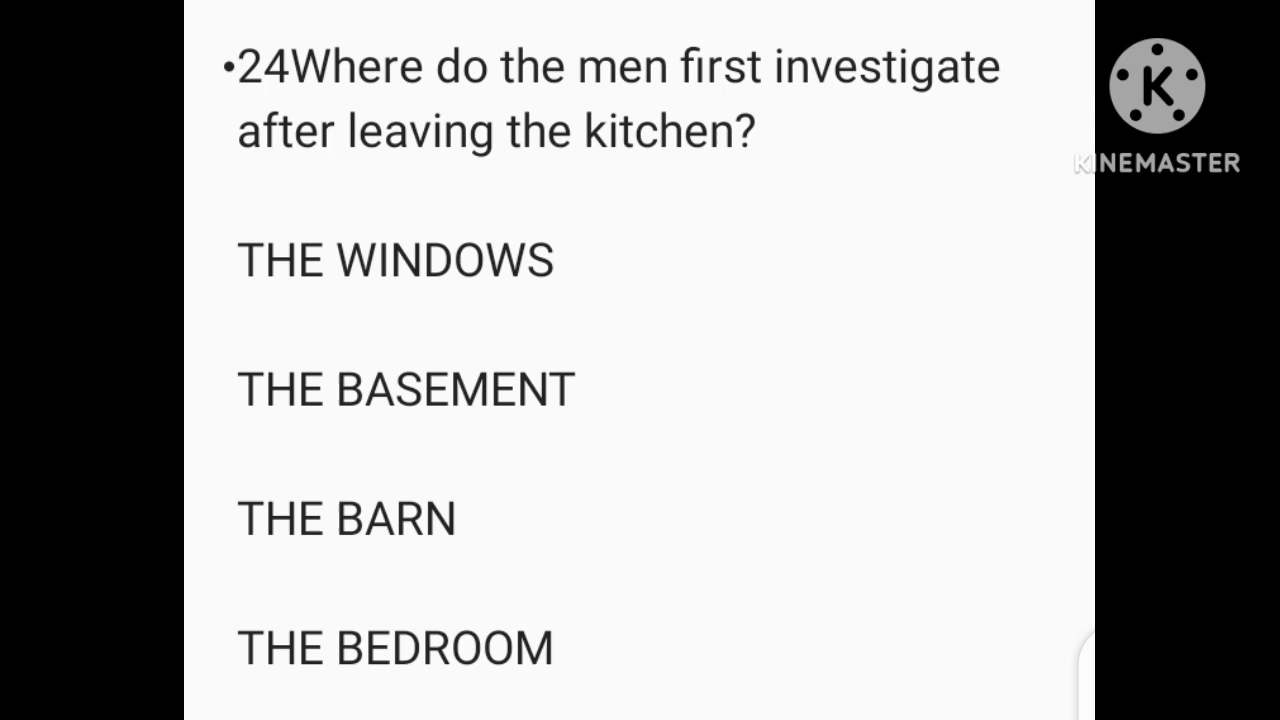 •24Where do the men first investigate
after leaving the kitchen?
THE WINDOWS
THE BASEMENT
THE BARN
THE BEDROOM
K
KINEMASTER